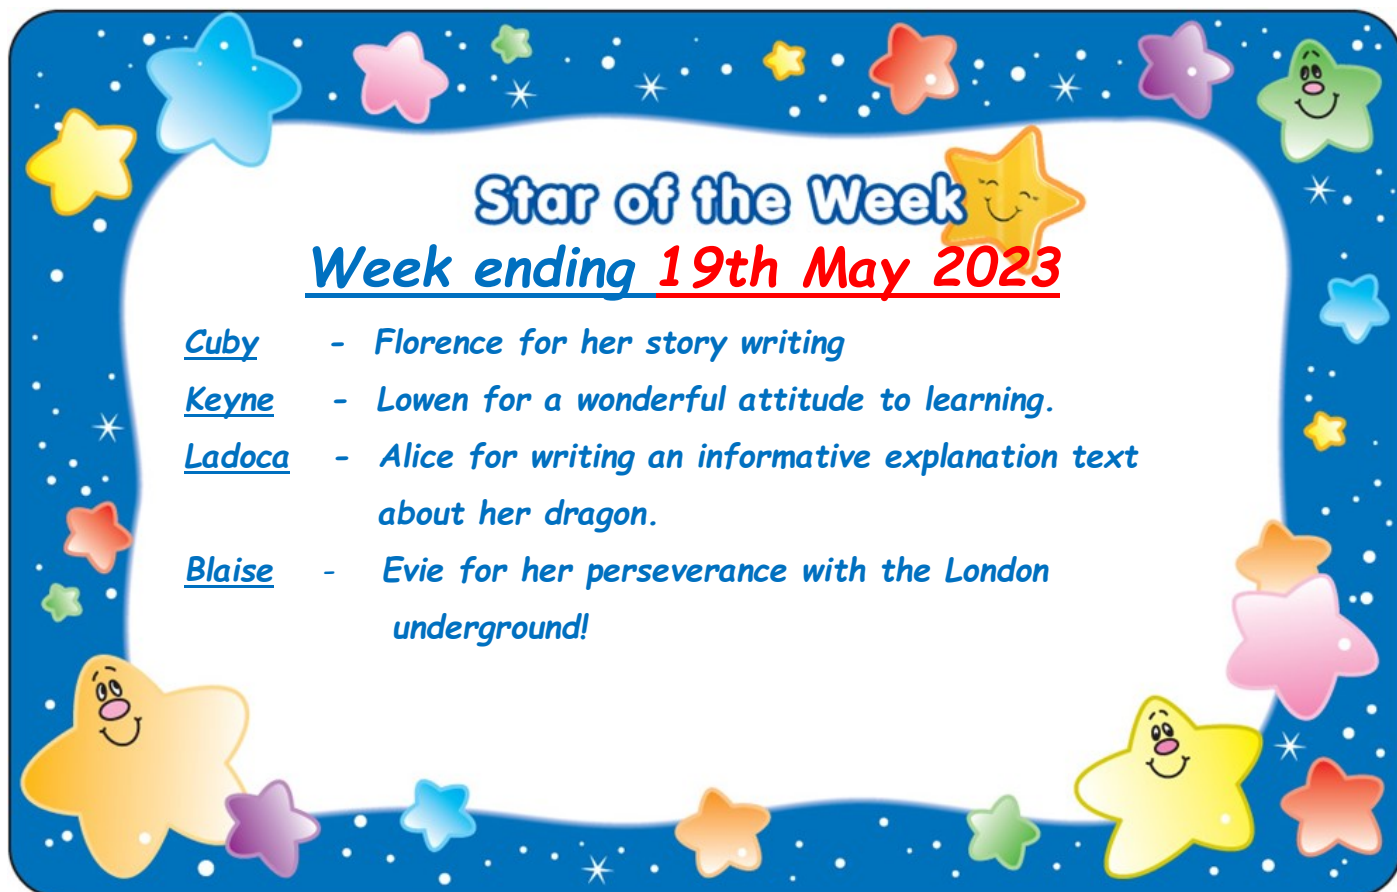 Star of the Week
Week ending 19th May 2023
Cuby - Florence for her story writing
Keyne - Lowen for a wonderful attitude to learning.
Ladoca - Alice for writing an informative explanation text
about her dragon.
Blaise - Evie for her perseverance with the London
underground!